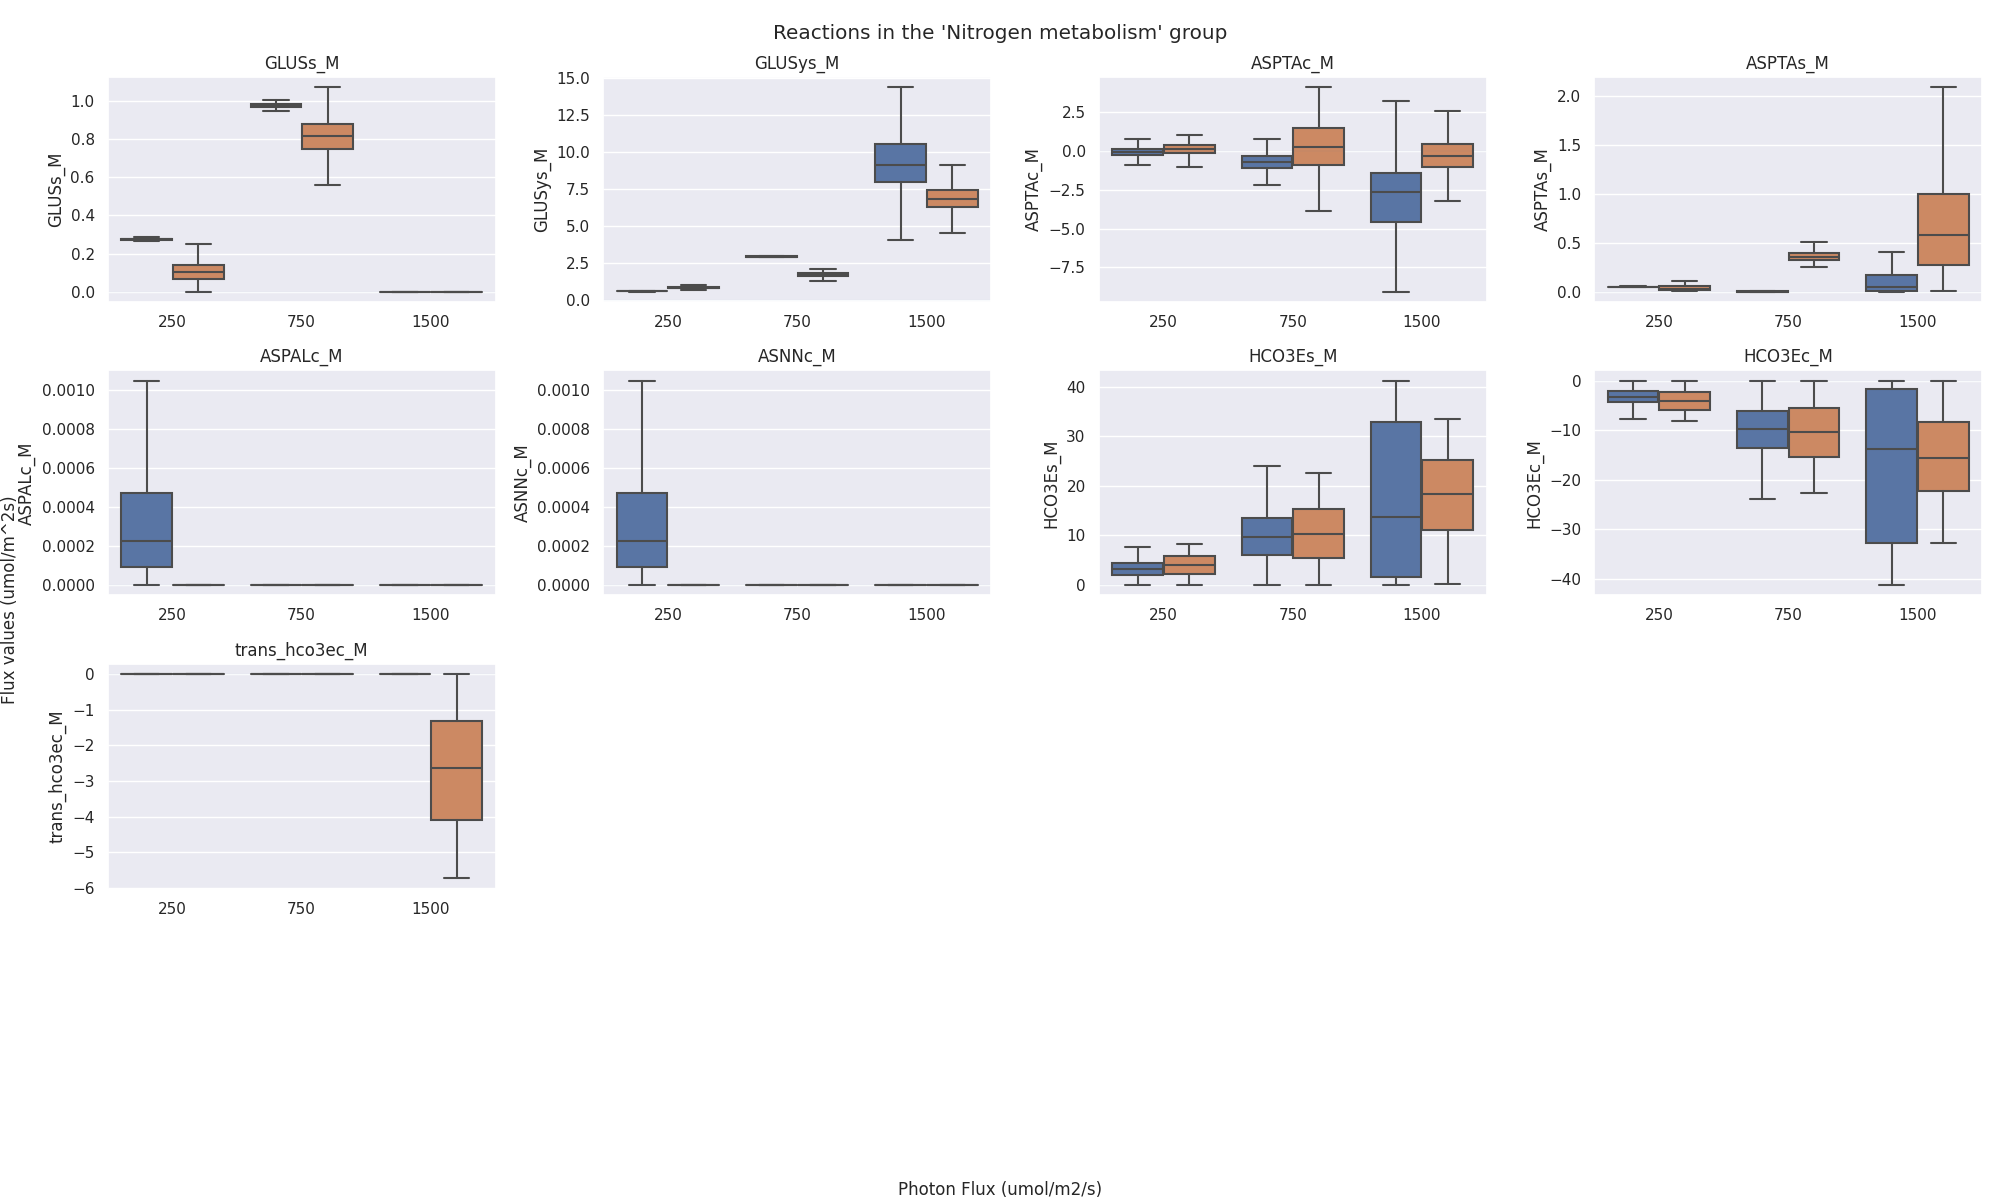 Reactions in the 'Nitrogen metabolism' group
GLUSs_M
GLUSs_M
1.0
0.8
0.6
0.4
0.2
0.0
250 750 1500
GLUSys_M
GLUSys_M
15.0
12.5
10.0
7.5
5.0
2.5
0.0
250 750 1500
ASPTAc_M
ASPTAc_M
2.5
0.0
−2.5
−5.0
−7.5
250 750 1500
ASPTAs_M
ASPTAs_M
2.0
1.5
1.0
0.5
0.0
250 750 1500
ASPALc_M
ASPALc_M
0.0010
0.0008
0.0006
0.0004
0.0002
0.0000
250 750 1500
ASNNc_M
ASNNc_M
0.0010
0.0008
0.0006
0.0004
0.0002
0.0000
250 750 1500
HCO3Es_M
HCO3Es_M
40
30
20
10
0
250 750 1500
HCO3Ec_M
HCO3Ec_M
0
−10
−20
−30
−40
250 750 1500
Flux values (umol/m^2s)
trans_hco3ec_M
trans_hco3ec_M
0
−1
−2
−3
−4
−5
−6
250 750 1500
Photon Flux (umol/m2/s)